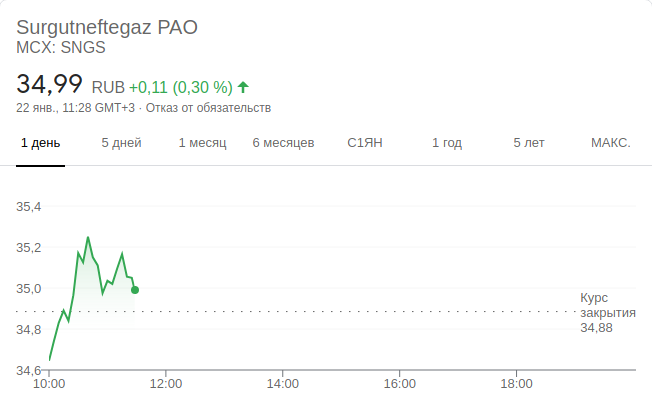 Surgutneftegaz PAO
MCX: SNGS
34,99 RUB +0,11 (0,30 %) ↑
22 янв., 11:28 GMT+3 · Отказ от обязательств
1 день 5 дней 1 месяц 6 месяцев С1ЯН 1 год 5 лет МАКС.
35,4
35,2
35,0
Курс
закрытия
34,88
34,8
34,6
10:00 12:00 14:00 16:00 18:00